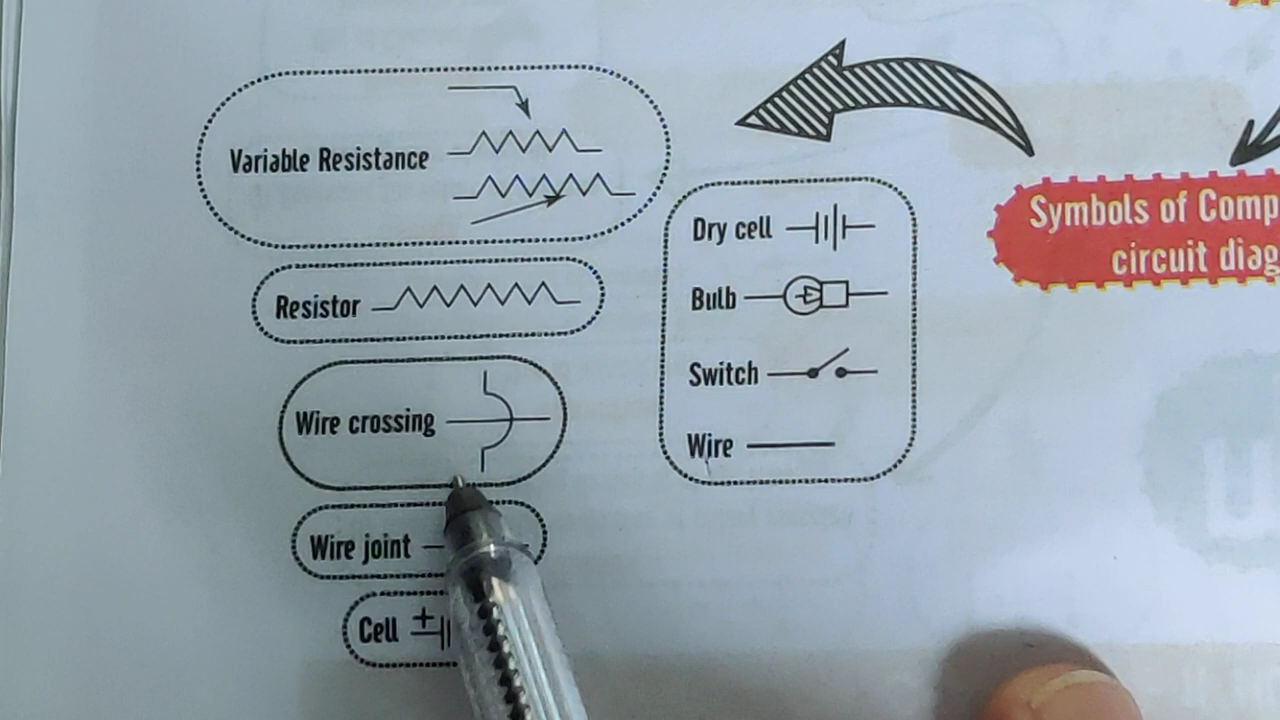 Variable Resistance
Resistor
Wire crossing
Wire joint
Cell +
Dry cell
Bulb
Switch
Wire
Symbols of Comp
circuit diag